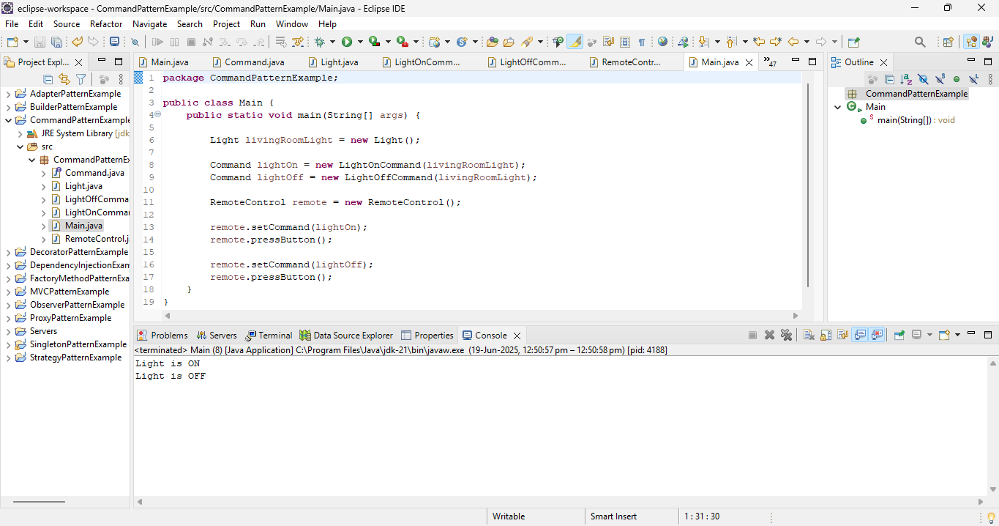 eclipse-workspace - CommandPatternExample/src/CommandPatternExample/Main.java - Eclipse IDE
File Edit Source Refactor Navigate Search Project Run Window Help
Project Expl...
Main.java Command.java Light.java LightOnComm... LightOffComm... RemoteContr... Main.java »47
Outline
AdapterPatternExample
BuilderPatternExample
CommandPatternExample
JRE System Library [jdk
src
CommandPatternEx
Command.java
Light.java
LightOffComma
LightOnComman
Main.java
RemoteControl.j
DecoratorPatternExample
DependencyInjectionExam
FactoryMethodPatternExa
MVCPatternExample
ObserverPatternExample
ProxyPatternExample
Servers
SingletonPatternExample
StrategyPatternExample
1 package CommandPatternExample;
2
3 public class Main {
4 public static void main(String[] args) {
5
6 Light livingRoomLight = new Light();
7
8 Command lightOn = new LightOnCommand(livingRoomLight);
9 Command lightOff = new LightOffCommand(livingRoomLight);
10
11 RemoteControl remote = new RemoteControl();
12
13 remote.setCommand(lightOn);
14 remote.pressButton();
15
16 remote.setCommand(lightOff);
17 remote.pressButton();
18 }
19 }
CommandPatternExample
Main
main(String[]) : void
Problems Servers Terminal Data Source Explorer Properties Console
<terminated> Main (8) [Java Application] C:\Program Files\Java\jdk-21\bin\javaw.exe (19-Jun-2025, 12:50:57 pm – 12:50:58 pm) [pid: 4188]
Light is ON
Light is OFF
Writable Smart Insert 1 : 31 : 30